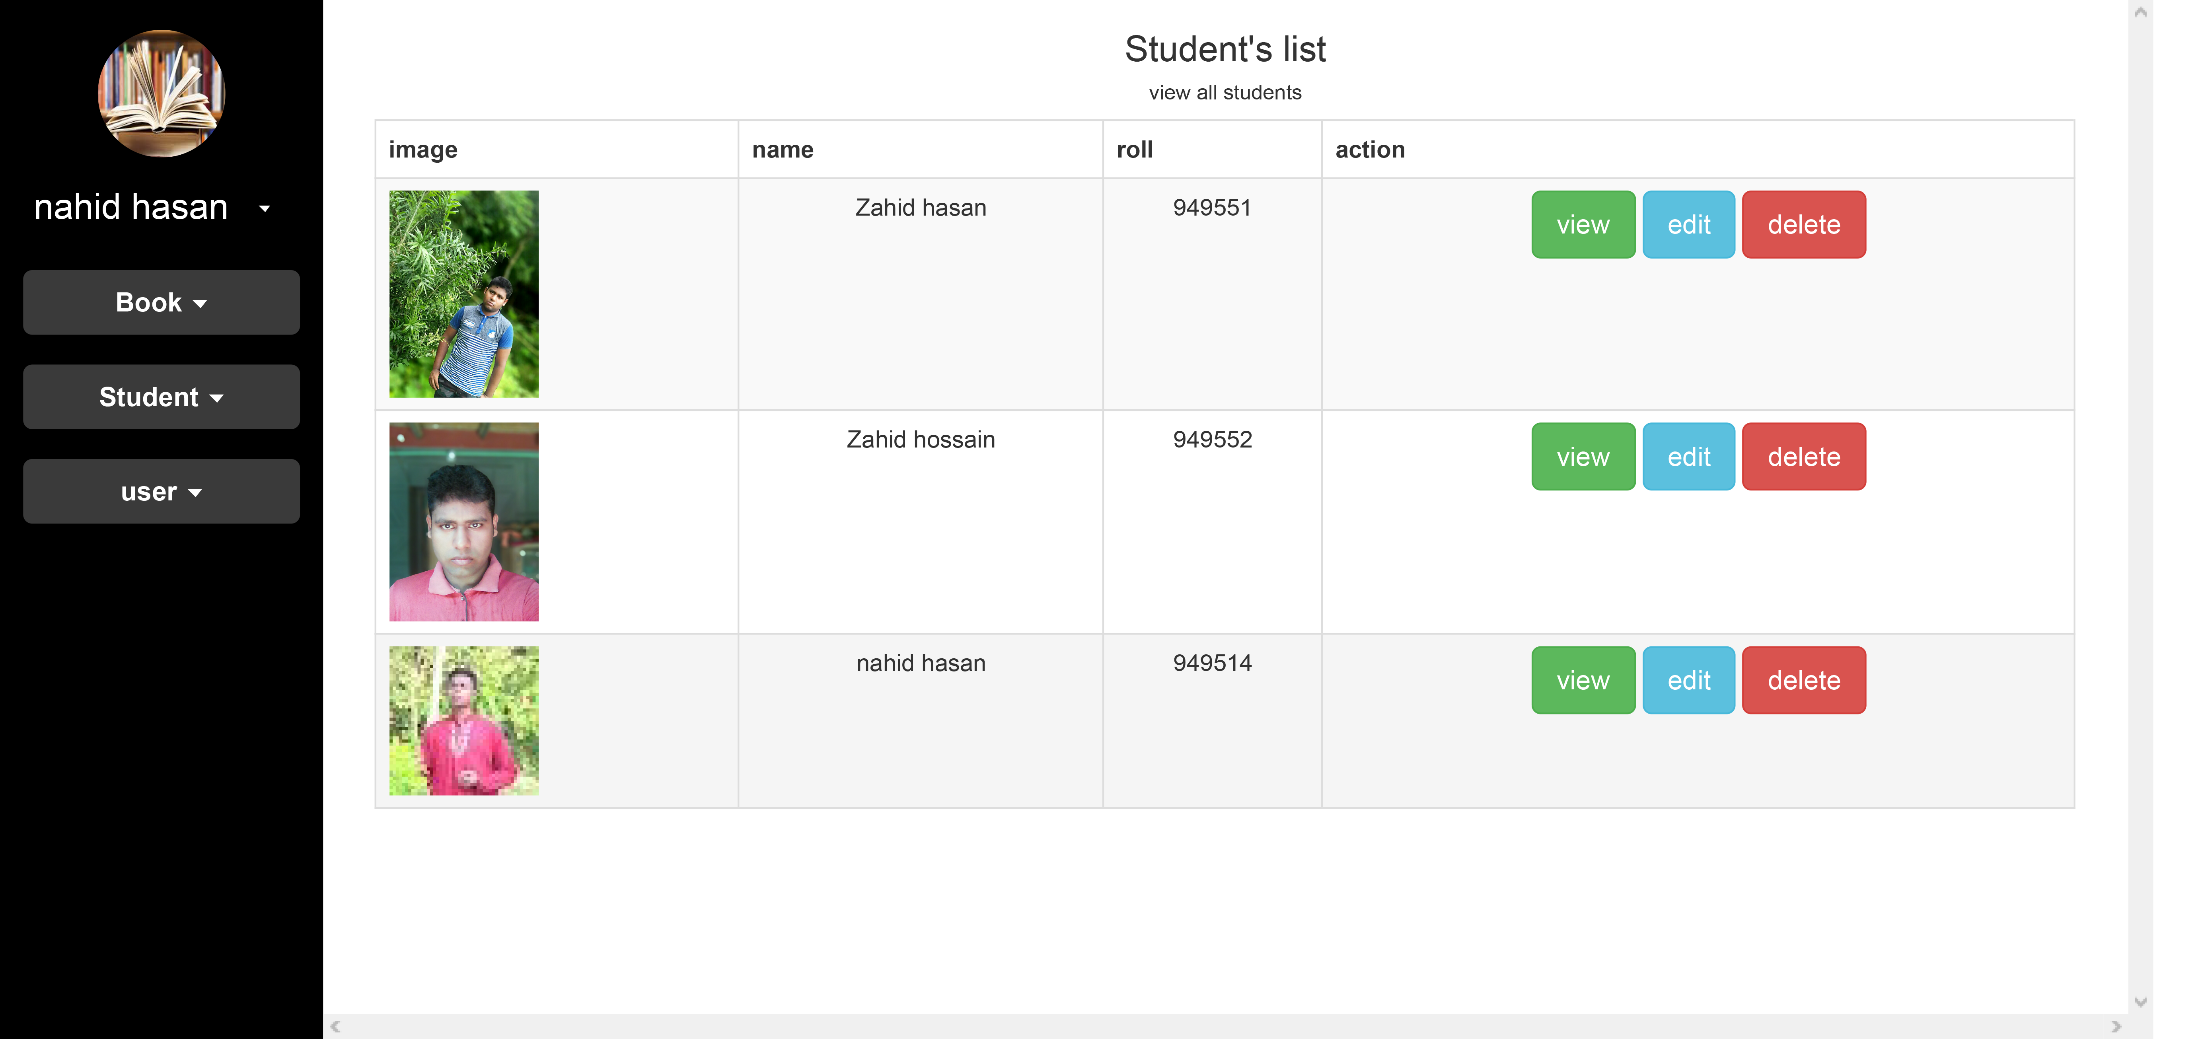 nahid hasan
Book
Student
user
Student's list
view all students
image name roll action
Zahid hasan 949551 view edit delete
Zahid hossain 949552 view edit delete
nahid hasan 949514 view edit delete